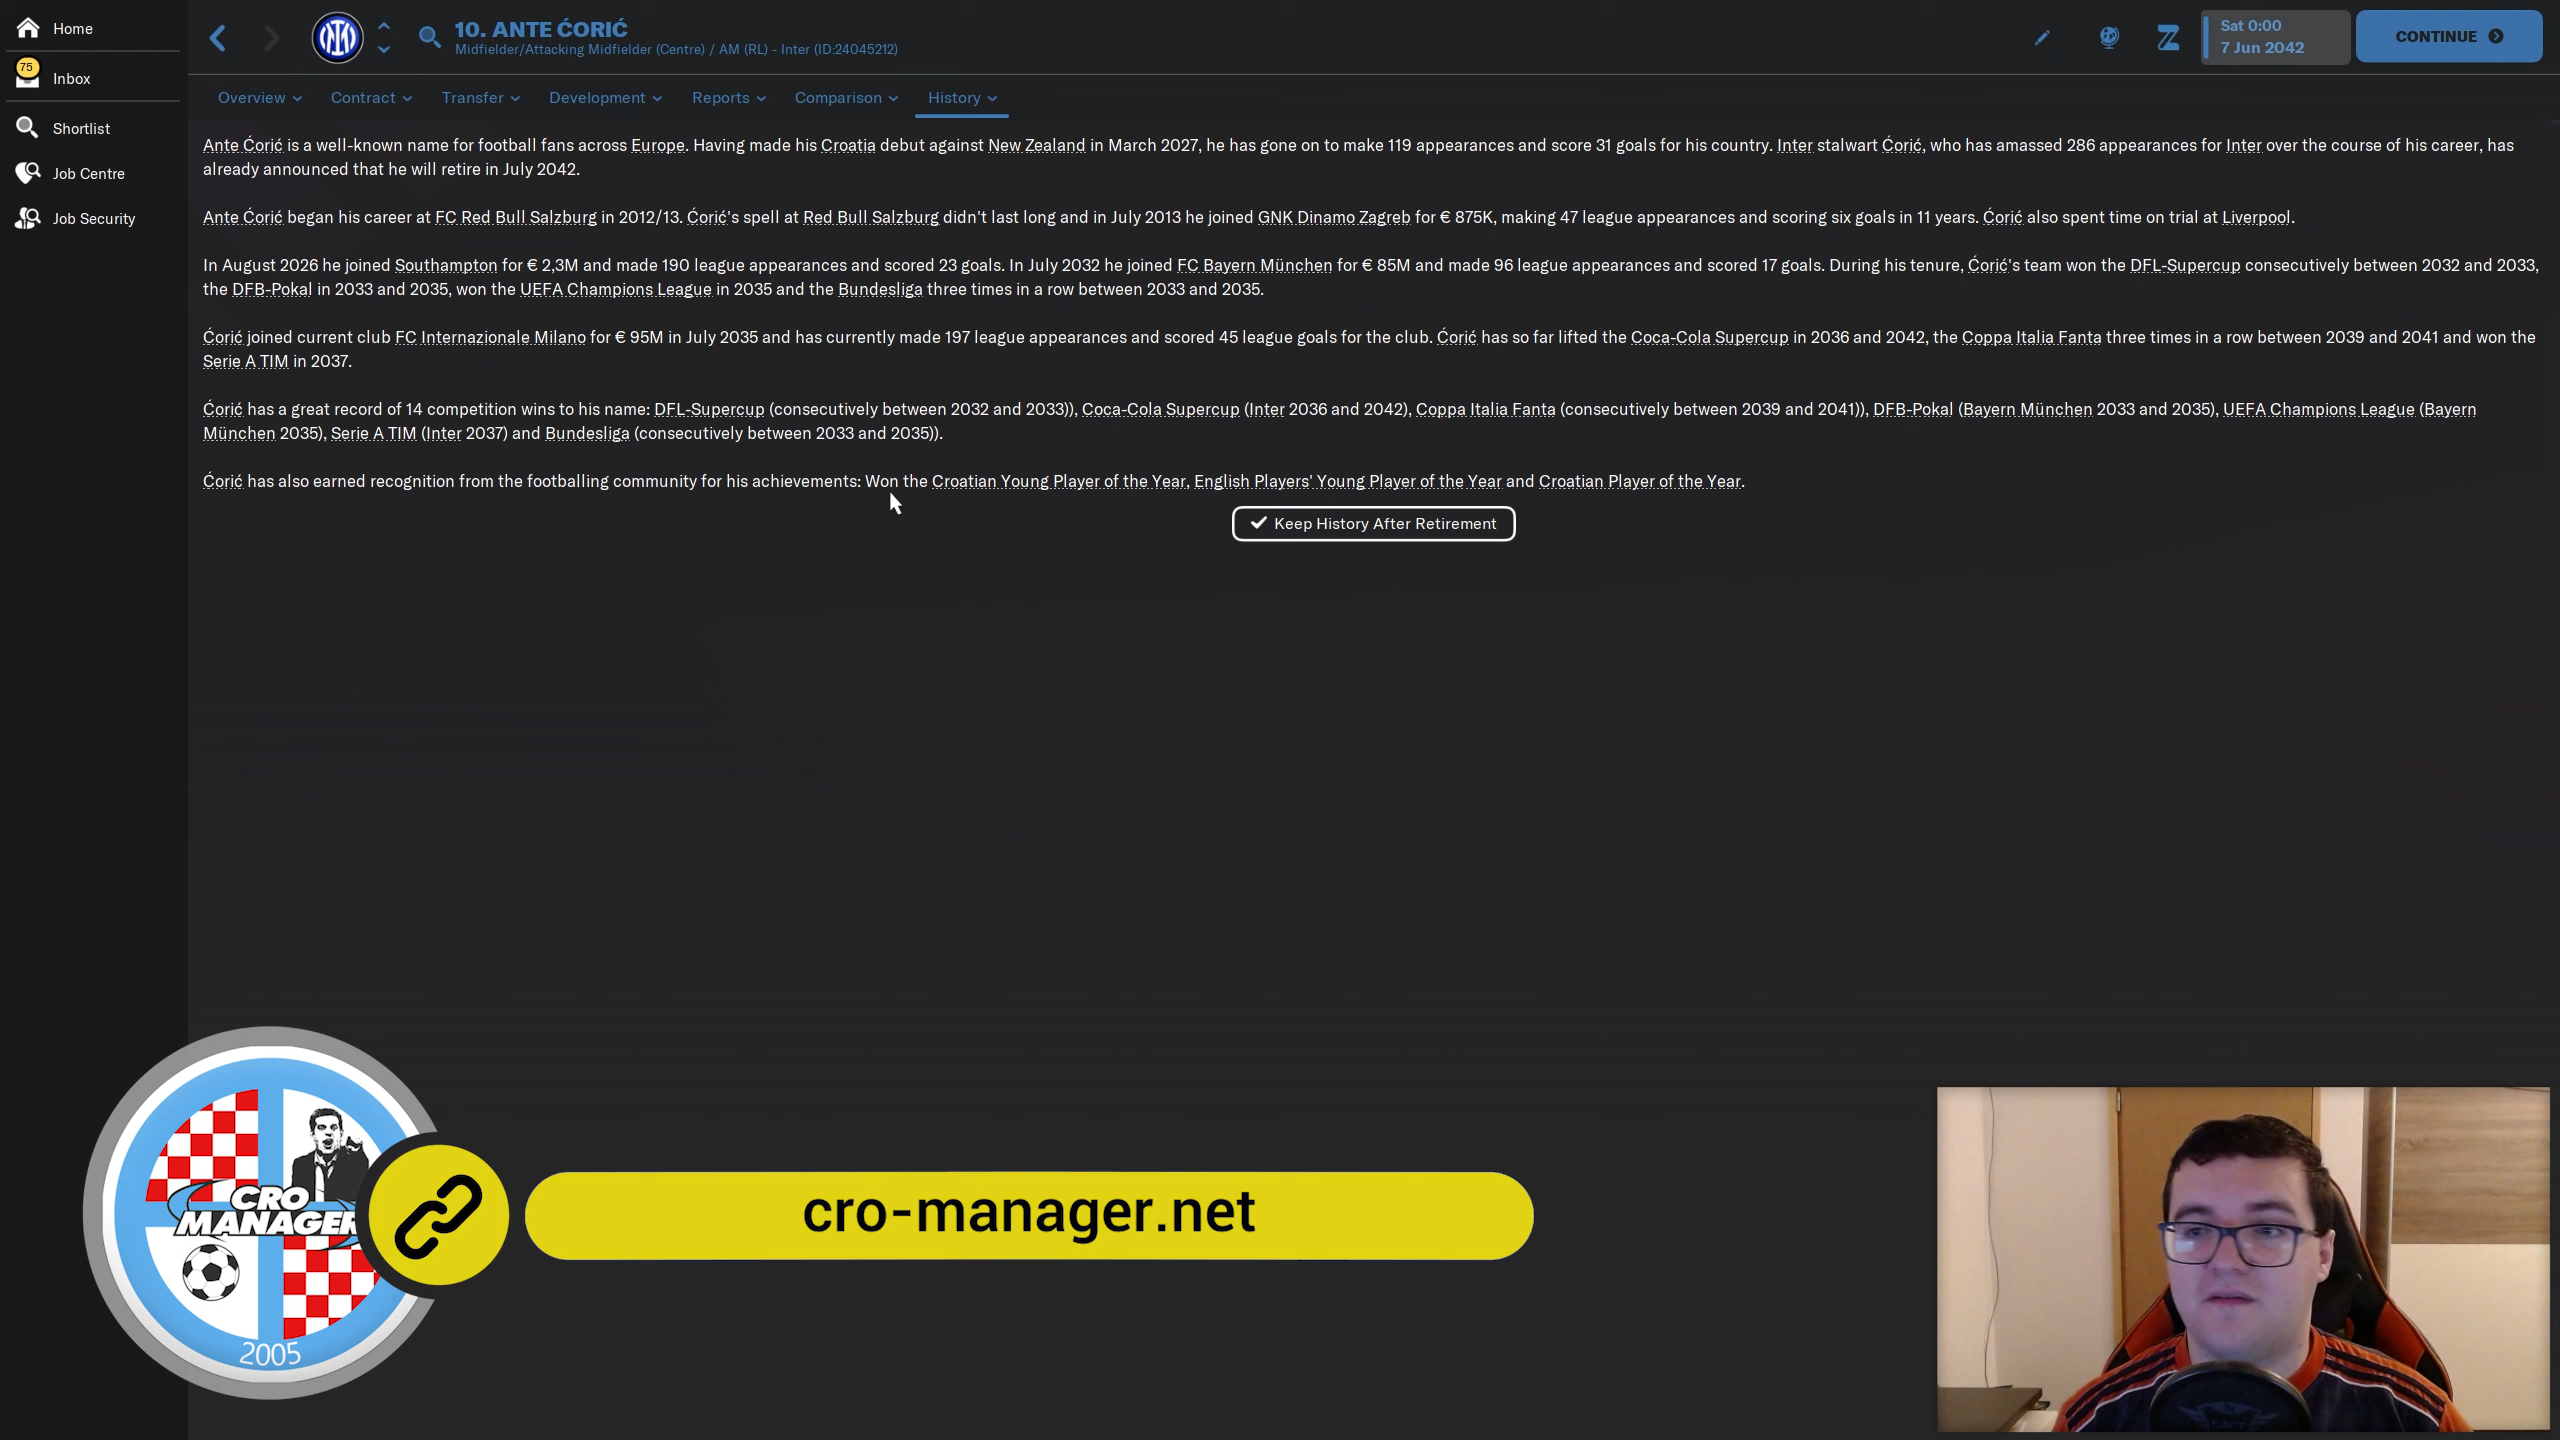 Home
75
Inbox
Shortlist
Job Centre
Job Security
10. ANTE ĆORIĆ
Midfielder/Attacking Midfielder (Centre) / AM (RL) - Inter (ID:24045212)
Sat 0:00
7 Jun 2042
CONTINUE
Overview
Contract
Transfer
Development
Reports
Comparison
History
Ante Ćorić is a well-known name for football fans across Europe. Having made his Croatia debut against New Zealand in March 2027, he has gone on to make 119 appearances and score 31 goals for his country. Inter stalwart Ćorić, who has amassed 286 appearances for Inter over the course of his career, has
already announced that he will retire in July 2042.
Ante Ćorić began his career at FC Red Bull Salzburg in 2012/13. Ćorić's spell at Red Bull Salzburg didn't last long and in July 2013 he joined GNK Dinamo Zagreb for € 875K, making 47 league appearances and scoring six goals in 11 years. Ćorić also spent time on trial at Liverpool.
In August 2026 he joined Southampton for € 2,3M and made 190 league appearances and scored 23 goals. In July 2032 he joined FC Bayern München for € 85M and made 96 league appearances and scored 17 goals. During his tenure, Ćorić's team won the DFL-Supercup consecutively between 2032 and 2033,
the DFB-Pokal in 2033 and 2035, won the UEFA Champions League in 2035 and the Bundesliga three times in a row between 2033 and 2035.
Ćorić joined current club FC Internazionale Milano for € 95M in July 2035 and has currently made 197 league appearances and scored 45 league goals for the club. Ćorić has so far lifted the Coca-Cola Supercup in 2036 and 2042, the Coppa Italia Fanta three times in a row between 2039 and 2041 and won the
Serie A TIM in 2037.
Ćorić has a great record of 14 competition wins to his name: DFL-Supercup (consecutively between 2032 and 2033)), Coca-Cola Supercup (Inter 2036 and 2042), Coppa Italia Fanta (consecutively between 2039 and 2041)), DFB-Pokal (Bayern München 2033 and 2035), UEFA Champions League (Bayern
München 2035), Serie A TIM (Inter 2037) and Bundesliga (consecutively between 2033 and 2035)).
Ćorić has also earned recognition from the footballing community for his achievements: Won the Croatian Young Player of the Year, English Players' Young Player of the Year and Croatian Player of the Year.
Keep History After Retirement
CRO
MANAGER
2005
cro-manager.net